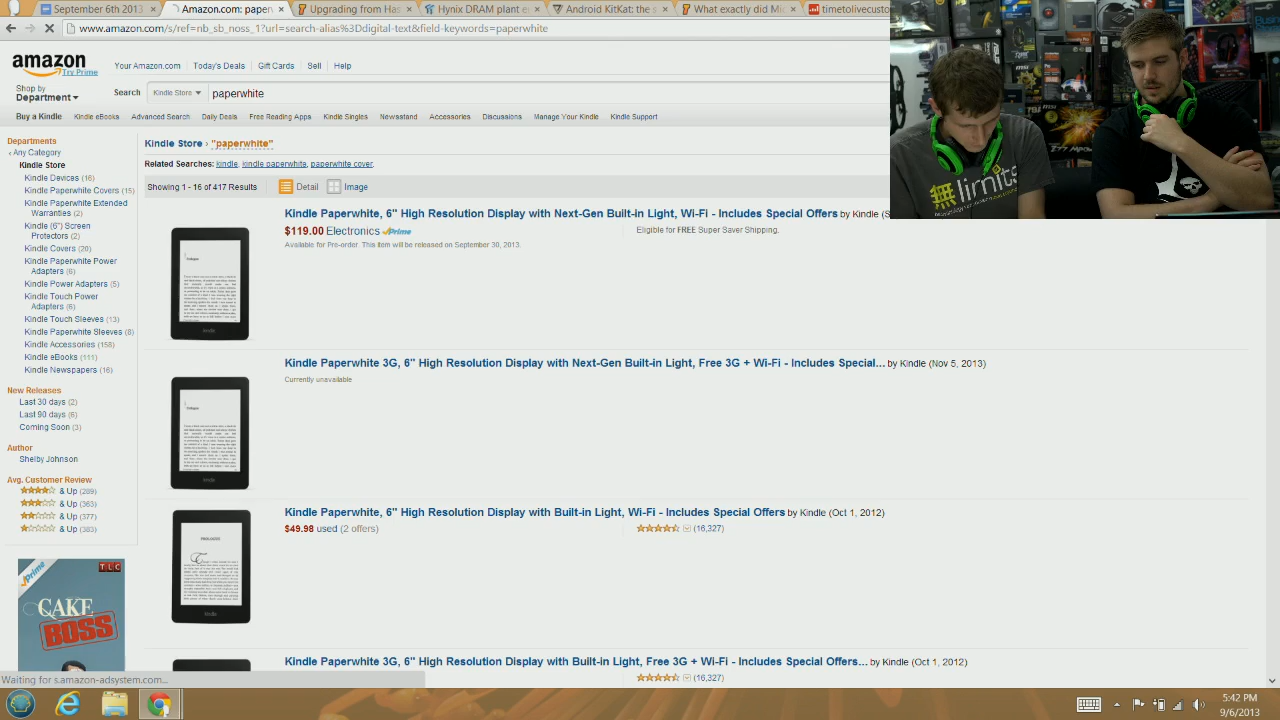 September 6th 2013
Amazon.com: paperw
Upgrading from Has
Hynix DRAM plant e
Android KitKat: the s
What exactly did Mic
timetolivecustom
www.amazon.com/s/ref=nb_sb_noss_1?url=search-alias%3Ddigital-text&field-keywords=paperwhite
amazon
Try Prime
Your Amazon.com Today's Deals Gift Cards Sell Help
Shop by
Department
Search Kindle Store paperwhite
Buy a Kindle Kindle eBooks Advanced Search Daily Deals Free Reading Apps Kindle Singles Newsstand Accessories Discussions Manage Your Kindle Kindle Support
Departments
‹ Any Category
Kindle Store
Kindle Devices (16)
Kindle Paperwhite Covers (15)
Kindle Paperwhite Extended
Warranties (2)
Kindle (6") Screen
Protectors (2)
Kindle Covers (20)
Kindle Paperwhite Power
Adapters (6)
Kindle Power Adapters (5)
Kindle Touch Power
Adapters (6)
Kindle Touch Sleeves (13)
Kindle Paperwhite Sleeves (8)
Kindle Accessories (158)
Kindle eBooks (111)
Kindle Newspapers (16)
New Releases
Last 30 days (2)
Last 90 days (6)
Coming Soon (3)
Author
Shelby Johnson
Avg. Customer Review
& Up (289)
& Up (363)
& Up (377)
& Up (383)
Prime
TLC
CAKE
BOSS
Kindle Store › "paperwhite"
Related Searches: kindle, kindle paperwhite, paperwhite cover.
Showing 1 - 16 of 417 Results Detail Image
Kindle Paperwhite, 6" High Resolution Display with Next-Gen Built-in Light, Wi-Fi - Includes Special Offers by Kindle (S
$119.00 Electronics Prime
Eligible for FREE Super Saver Shipping.
Available for Pre-order. This item will be released on September 30, 2013.
kindle
Kindle Paperwhite 3G, 6" High Resolution Display with Next-Gen Built-in Light, Free 3G + Wi-Fi - Includes Special... by Kindle (Nov 5, 2013)
Currently unavailable
kindle
Kindle Paperwhite, 6" High Resolution Display with Built-in Light, Wi-Fi - Includes Special Offers by Kindle (Oct 1, 2012)
$49.98 used (2 offers)
(16,327)
kindle
Kindle Paperwhite 3G, 6" High Resolution Display with Built-in Light, Free 3G + Wi-Fi - Includes Special Offers... by Kindle (Oct 1, 2012)
(16,327)
無limits
Waiting for s.amazon-adsystem.com...
5:42 PM
9/6/2013